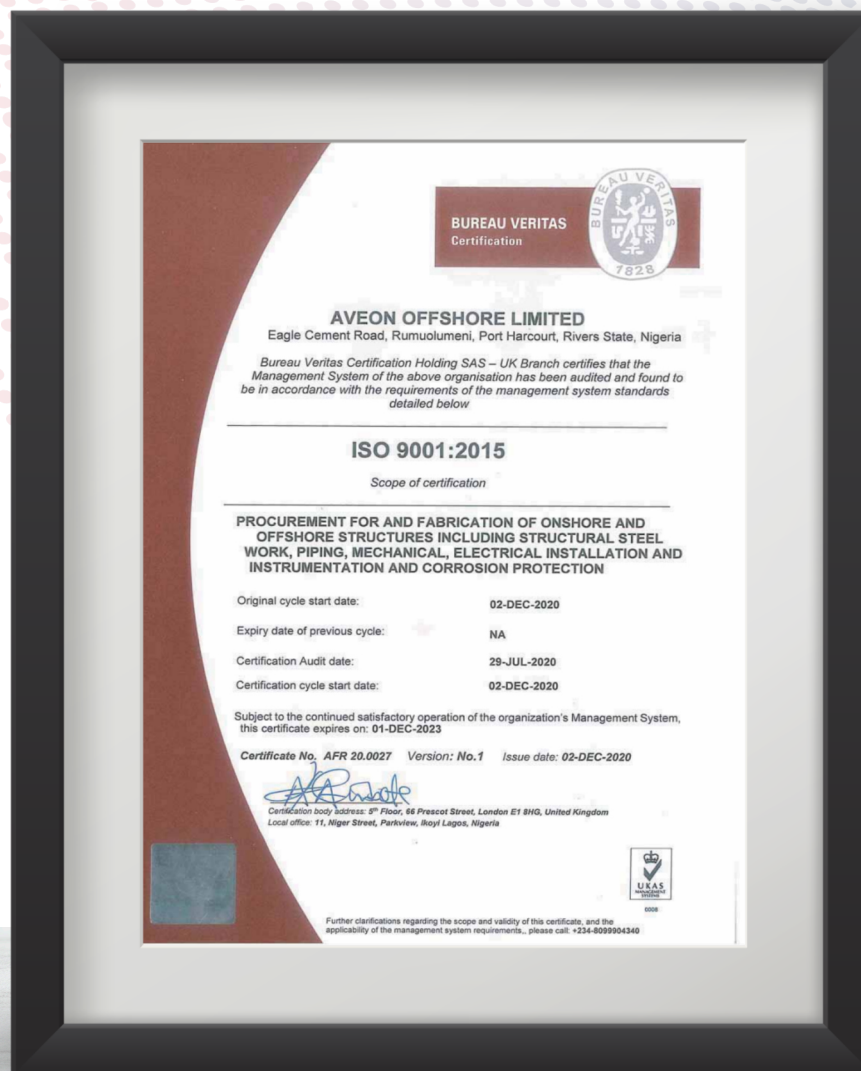 BUREAU VERITAS
Certification
BUREAU VERITAS
1828
AVEON OFFSHORE LIMITED
Eagle Cement Road, Rumuolumeni, Port Harcourt, Rivers State, Nigeria
Bureau Veritas Certification Holding SAS – UK Branch certifies that the
Management System of the above organisation has been audited and found to
be in accordance with the requirements of the management system standards
detailed below
ISO 9001:2015
Scope of certification
PROCUREMENT FOR AND FABRICATION OF ONSHORE AND
OFFSHORE STRUCTURES INCLUDING STRUCTURAL STEEL
WORK, PIPING, MECHANICAL, ELECTRICAL INSTALLATION AND
INSTRUMENTATION AND CORROSION PROTECTION
Original cycle start date: 02-DEC-2020
Expiry date of previous cycle: NA
Certification Audit date: 29-JUL-2020
Certification cycle start date: 02-DEC-2020
Subject to the continued satisfactory operation of the organization's Management System,
this certificate expires on: 01-DEC-2023
Certificate No. AFR 20.0027 Version: No.1 Issue date: 02-DEC-2020
Certification body address: 5th Floor, 66 Prescot Street, London E1 8HG, United Kingdom
Local office: 11, Niger Street, Parkview, Ikoyi Lagos, Nigeria
UKAS
MANAGEMENT
SYSTEMS
0008
Further clarifications regarding the scope and validity of this certificate, and the
applicability of the management system requirements,, please call: +234-8099904340